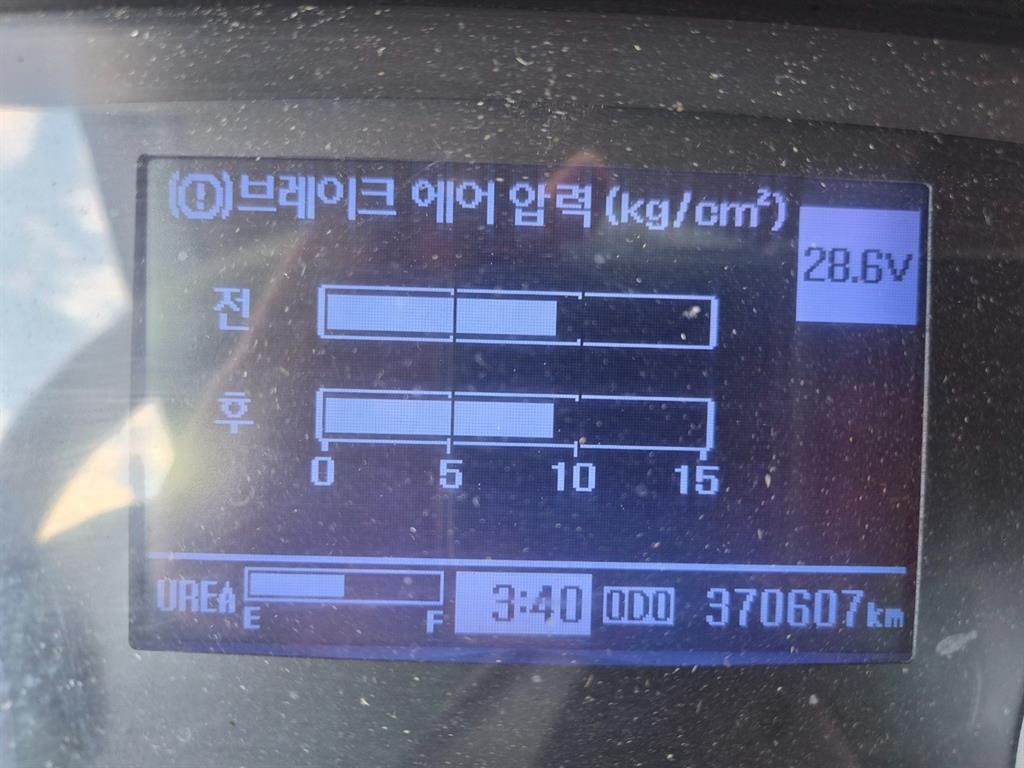 (!) 브레이크 에어 압력 (kg/cm²)
28.6V
전
후
0 5 10 15
UREA E F 3:40 ODO 370607km